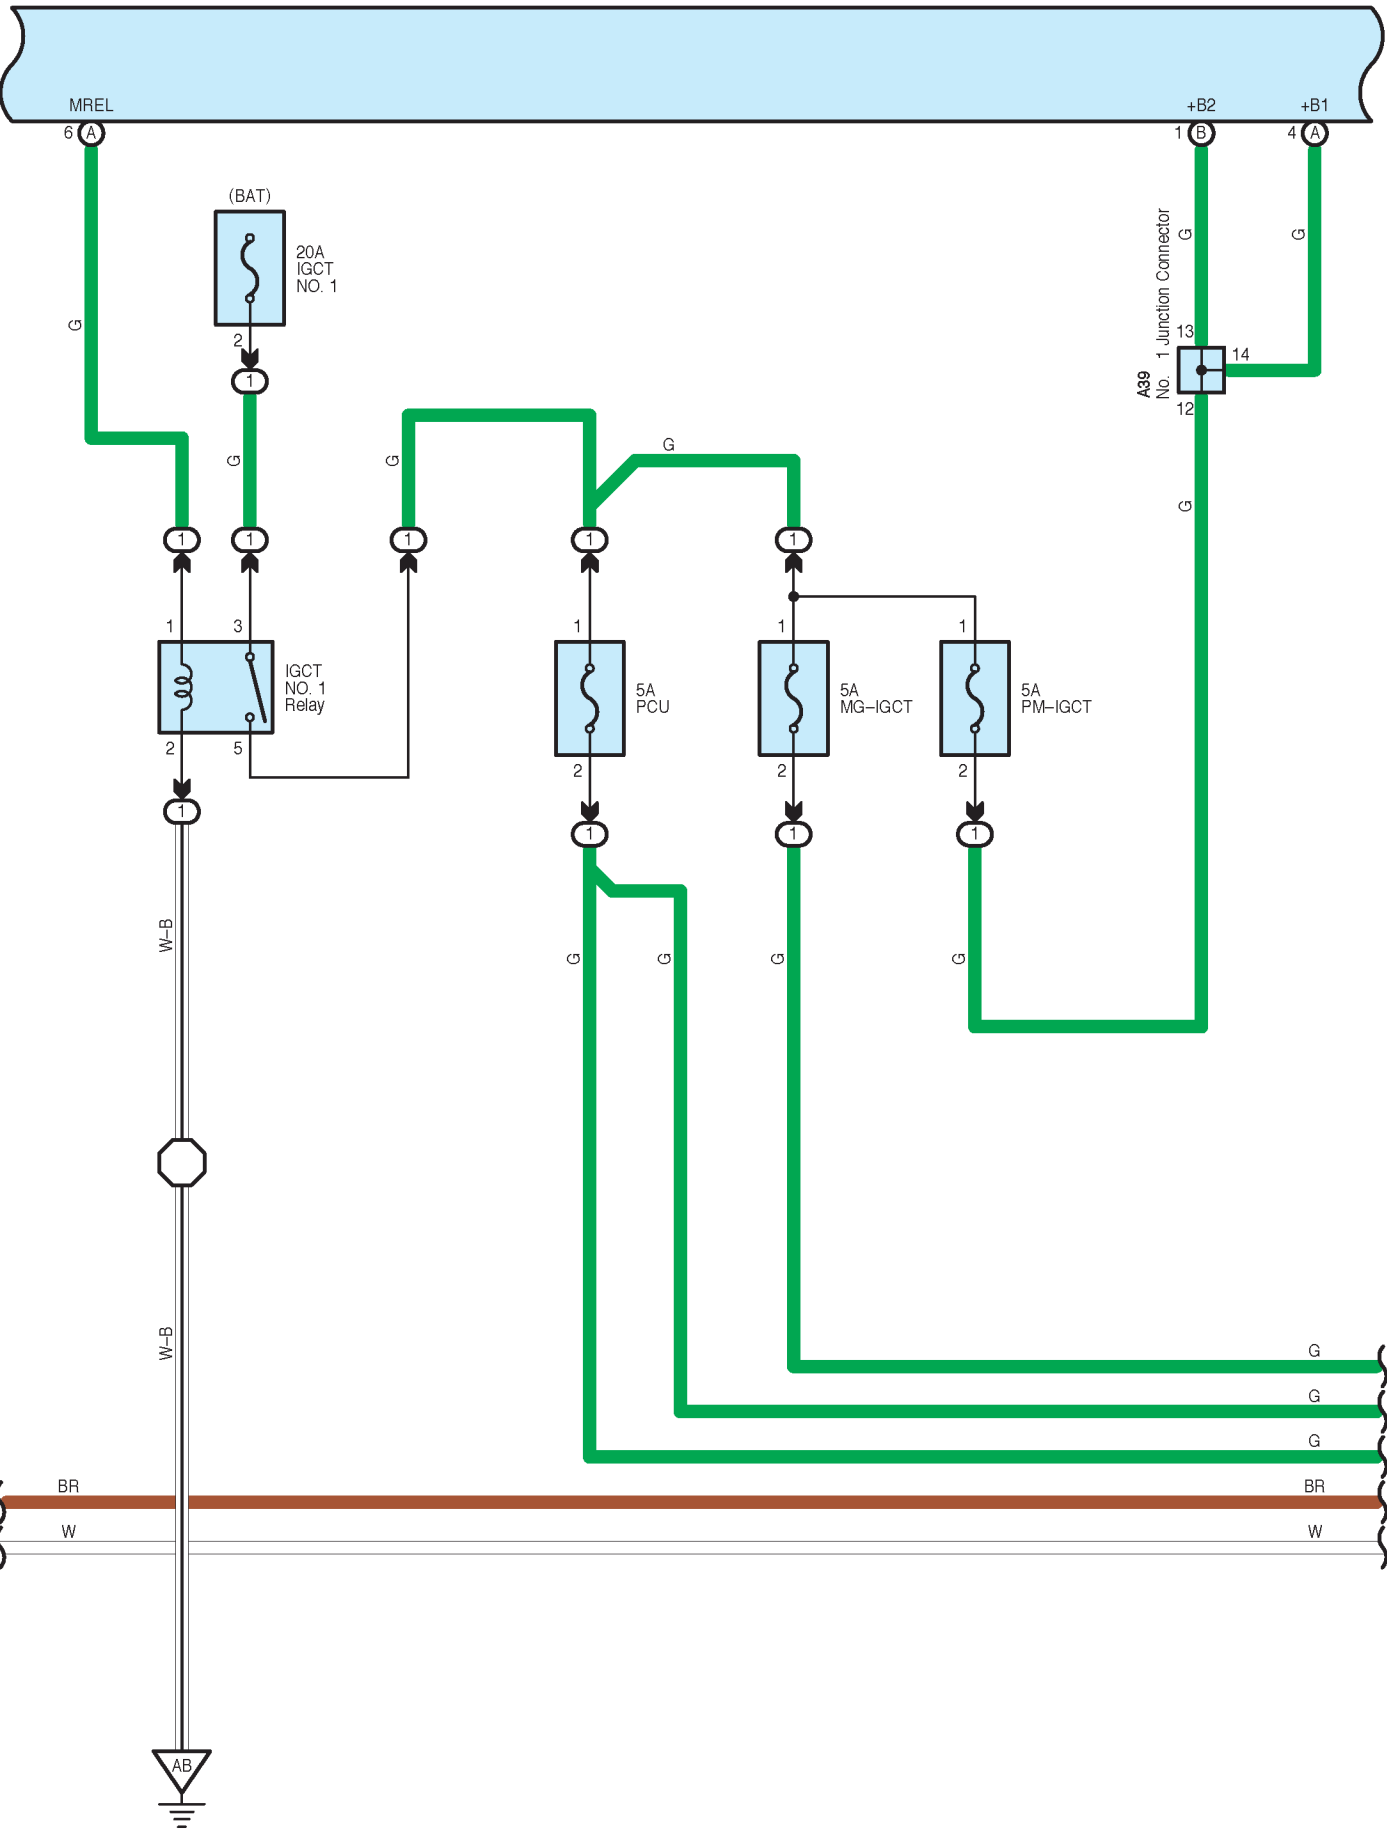 MREL
+B2
+B1
6 A
1 B
4 A
(BAT)
20A
IGCT
NO. 1
2
1
G
G
G
G
G
G
No. 1 Junction Connector
A39
13
14
12
G
1
1
1
1
1
1
3
1
1
1
IGCT
NO. 1
Relay
5A
PCU
5A
MG-IGCT
5A
PM-IGCT
2
5
2
2
2
1
1
1
1
W-B
G
G
G
G
W-B
G
G
G
BR
BR
W
W
AB